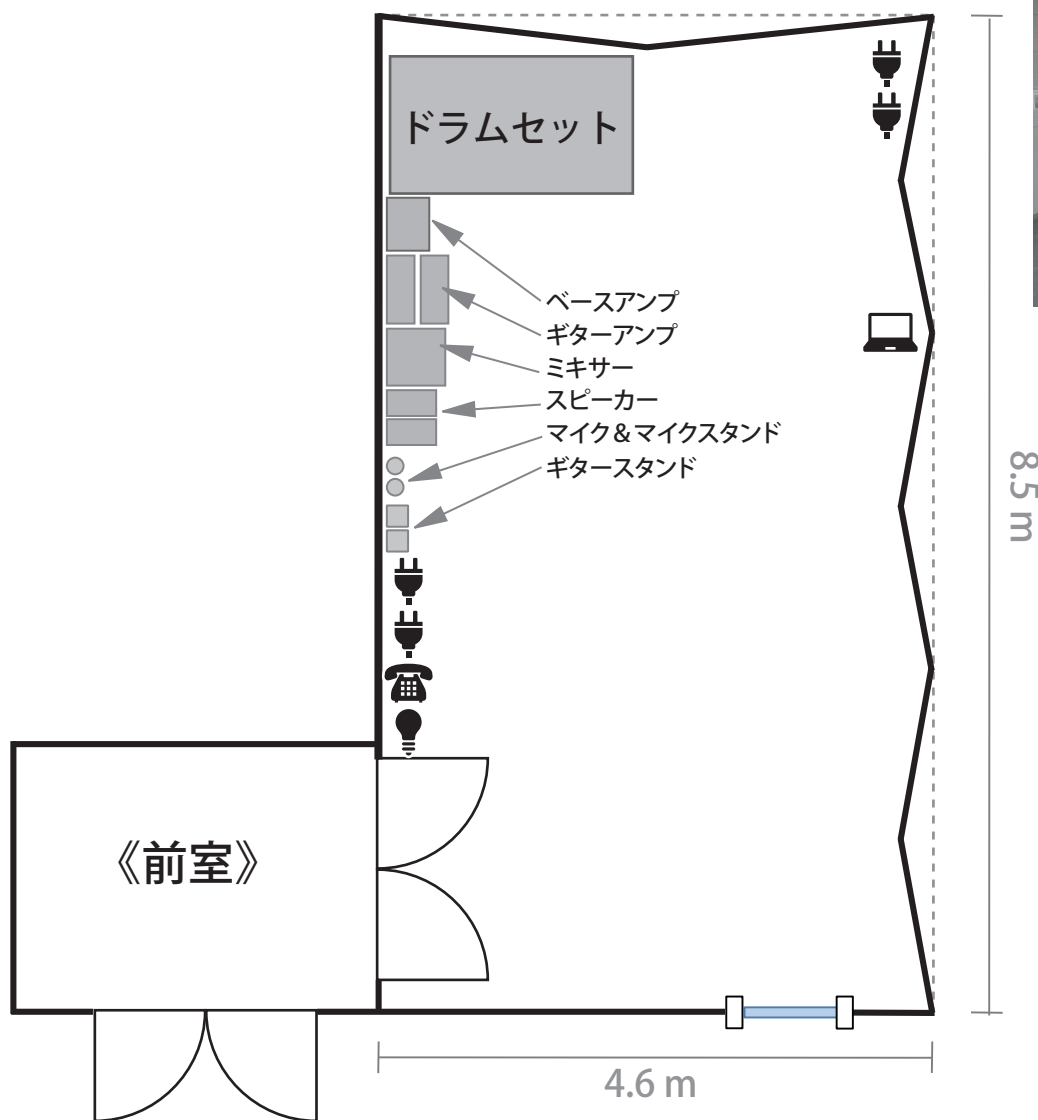 ドラムセット
ベースアンプ
ギターアンプ
ミキサー
スピーカー
マイク&マイクスタンド
ギタースタンド
8.5 m
《前室》
4.6 m